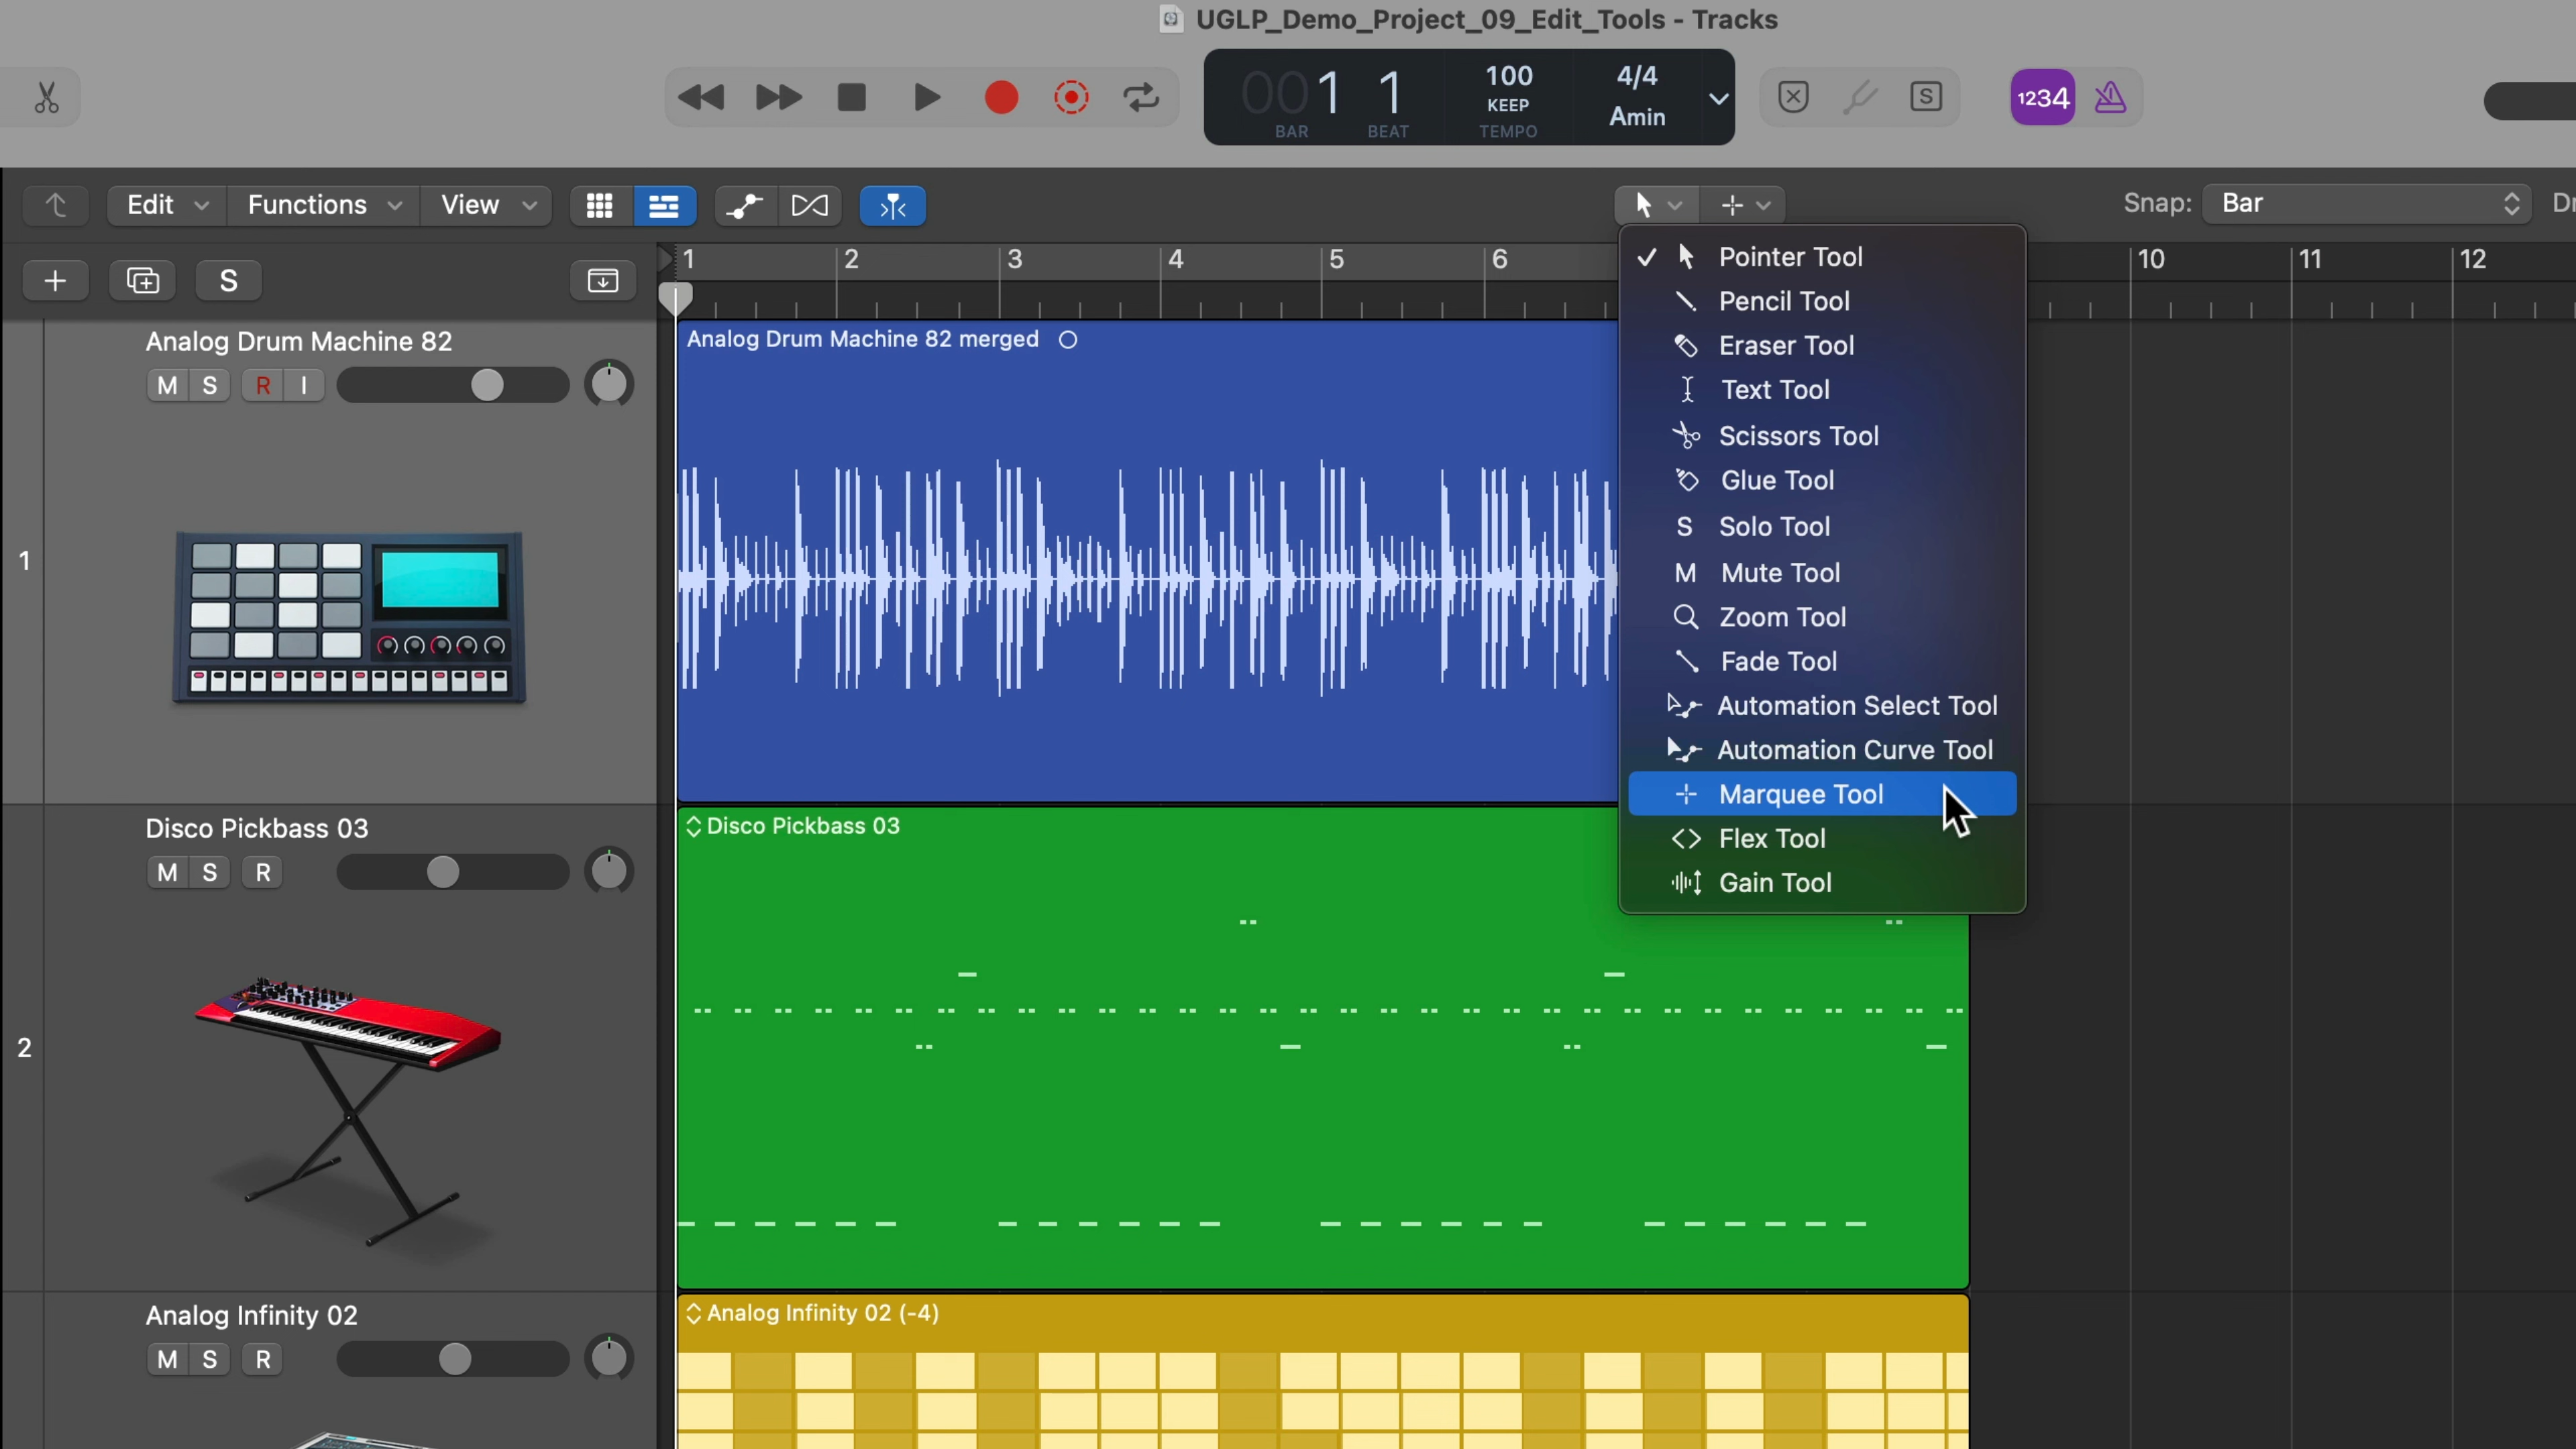 UGLP_Demo_Project_09_Edit_Tools - Tracks
001 1
BAR BEAT
100
KEEP
TEMPO
4/4
Amin
S
1234
Edit Functions View
Snap: Bar
S
1 2 3 4 5 6 10 11 12
Pointer Tool
Pencil Tool
Eraser Tool
Text Tool
Scissors Tool
Glue Tool
S Solo Tool
M Mute Tool
Zoom Tool
Fade Tool
Automation Select Tool
Automation Curve Tool
Marquee Tool
Flex Tool
Gain Tool
1
Analog Drum Machine 82
M S R I
Analog Drum Machine 82 merged
2
Disco Pickbass 03
M S R
Disco Pickbass 03
Analog Infinity 02
M S R
Analog Infinity 02 (-4)